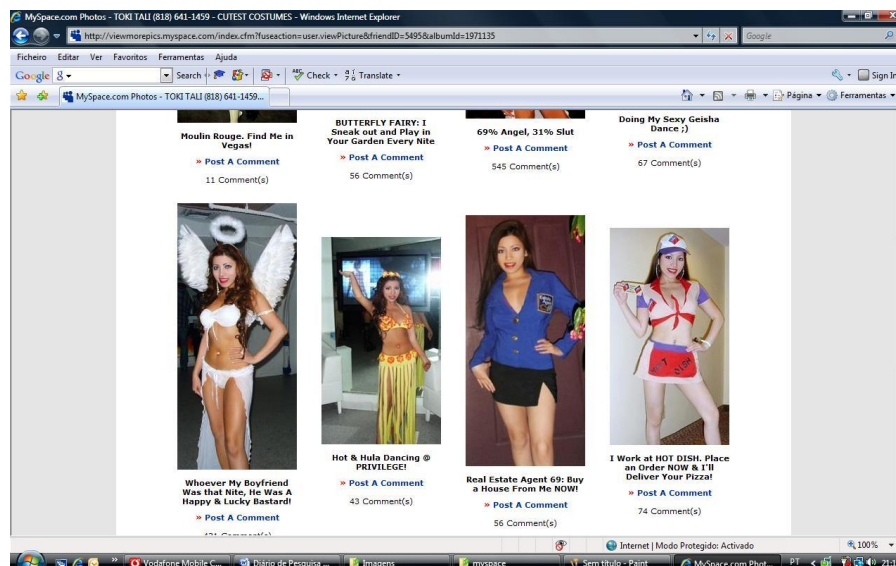 MySpace.com Photos - TOKI TALI (818) 641-1459 - CUTEST COSTUMES - Windows Internet Explorer
http://viewmorepics.myspace.com/index.cfm?fuseaction=user.viewPicture&friendID=5495&albumId=1971135
Google
Ficheiro Editar Ver Favoritos Ferramentas Ajuda
Google Search Check Translate Sign In
MySpace.com Photos - TOKI TALI (818) 641-1459... Página Ferramentas
Moulin Rouge. Find Me in
Vegas!
» Post A Comment
11 Comment(s)
BUTTERFLY FAIRY: I
Sneak out and Play in
Your Garden Every Nite
» Post A Comment
56 Comment(s)
69% Angel, 31% Slut
» Post A Comment
545 Comment(s)
Doing My Sexy Geisha
Dance ;)
» Post A Comment
67 Comment(s)
HOT DISH
Whoever My Boyfriend
Was that Nite, He Was A
Happy & Lucky Bastard!
» Post A Comment
Comment(s)
Hot & Hula Dancing @
PRIVILEGE!
» Post A Comment
43 Comment(s)
Real Estate Agent 69: Buy
a House From Me NOW!
» Post A Comment
56 Comment(s)
I Work at HOT DISH. Place
an Order NOW & I'll
Deliver Your Pizza!
» Post A Comment
74 Comment(s)
Internet | Modo Protegido: Activado 100%
Vodafone Mobile C... Diário de Pesquisa ... Imagens myspace Sem título - Paint MySpace.com Phot... PT